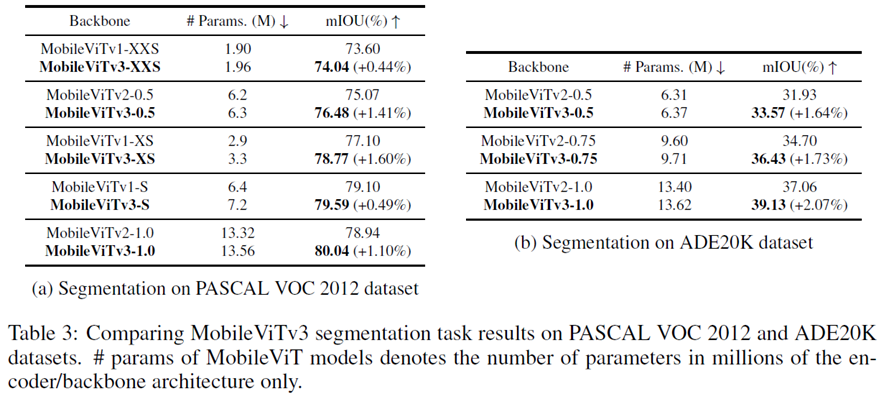 Backbone # Params. (M) ↓ mIOU(%) ↑
MobileViTv1-XXS 1.90 73.60
MobileViTv3-XXS 1.96 74.04 (+0.44%)
MobileViTv2-0.5 6.2 75.07
MobileViTv3-0.5 6.3 76.48 (+1.41%)
MobileViTv1-XS 2.9 77.10
MobileViTv3-XS 3.3 78.77 (+1.60%)
MobileViTv1-S 6.4 79.10
MobileViTv3-S 7.2 79.59 (+0.49%)
MobileViTv2-1.0 13.32 78.94
MobileViTv3-1.0 13.56 80.04 (+1.10%)
(a) Segmentation on PASCAL VOC 2012 dataset
Backbone # Params. (M) ↓ mIOU(%) ↑
MobileViTv2-0.5 6.31 31.93
MobileViTv3-0.5 6.37 33.57 (+1.64%)
MobileViTv2-0.75 9.60 34.70
MobileViTv3-0.75 9.71 36.43 (+1.73%)
MobileViTv2-1.0 13.40 37.06
MobileViTv3-1.0 13.62 39.13 (+2.07%)
(b) Segmentation on ADE20K dataset
Table 3: Comparing MobileViTv3 segmentation task results on PASCAL VOC 2012 and ADE20K
datasets. # params of MobileViT models denotes the number of parameters in millions of the en-
coder/backbone architecture only.